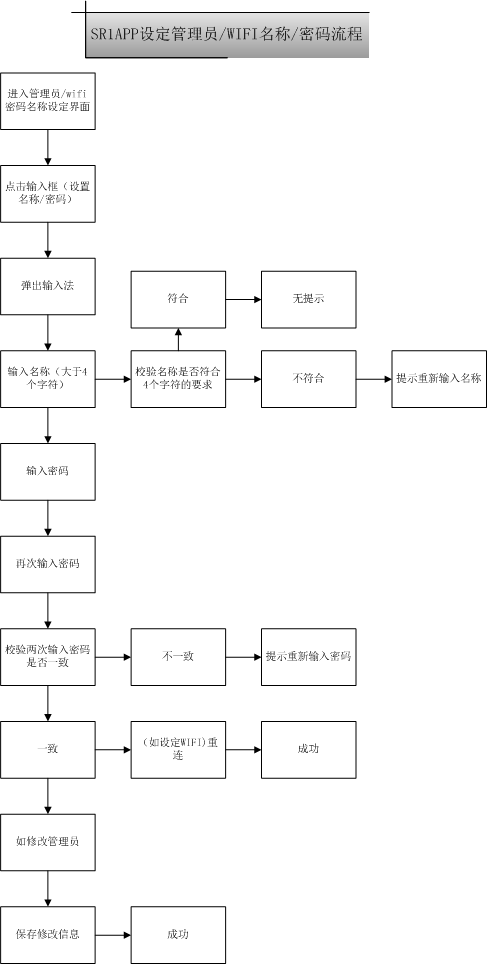 SR1APP设定管理员/WIFI名称/密码流程
进入管理员/wifi
密码名称设定界面
点击输入框（设置
名称/密码）
弹出输入法
符合
无提示
输入名称（大于4
个字符）
校验名称是否符合
4个字符的要求
不符合
提示重新输入名称
输入密码
再次输入密码
校验两次输入密码
是否一致
不一致
提示重新输入密码
一致
(如设定WIFI)重
连
成功
如修改管理员
保存修改信息
成功